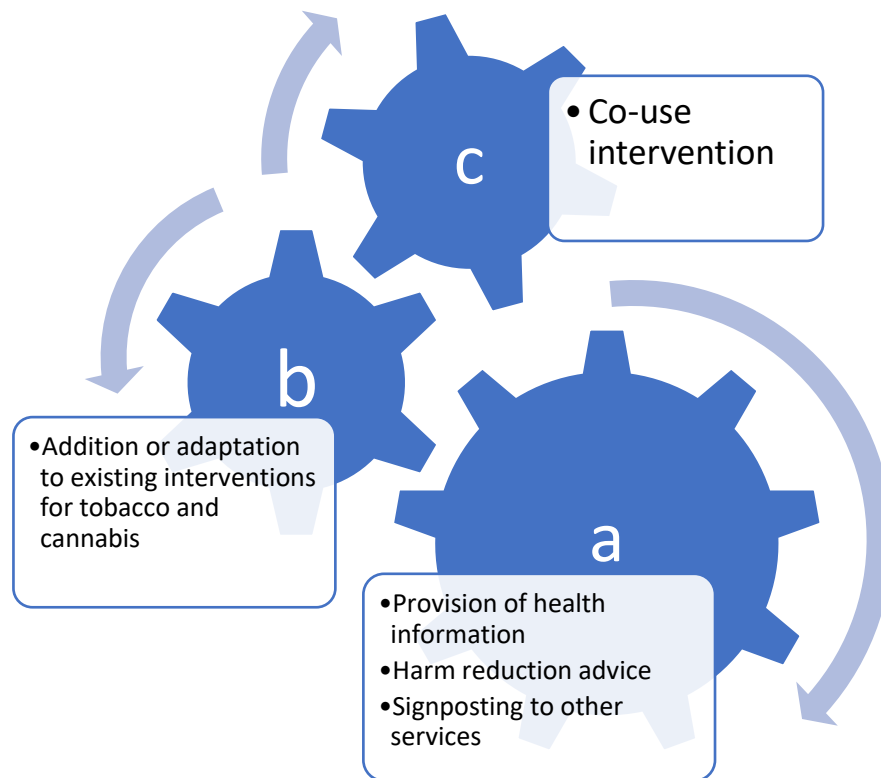 c
• Co-use
intervention
b
•Addition or adaptation
to existing interventions
for tobacco and
cannabis
a
•Provision of health
information
•Harm reduction advice
•Signposting to other
services